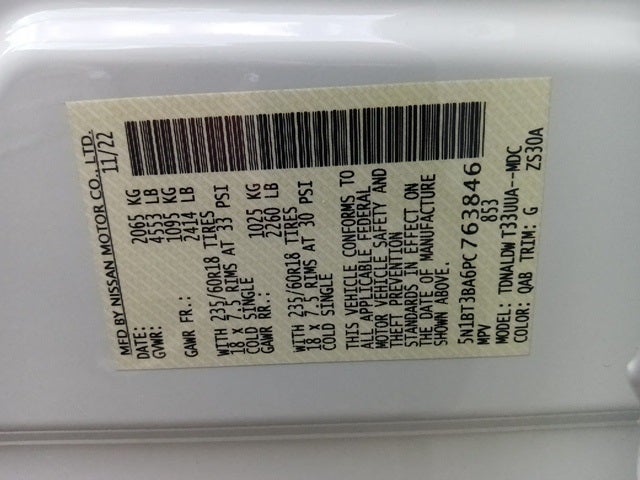 MFD BY NISSAN MOTOR CO., LTD.
DATE: 11/22
GVWR: 2065 KG
4553 LB
GAWR FR.: 1095 KG
2414 LB
WITH 235/60R18 TIRES
18 x 7.5 RIMS AT 33 PSI
COLD SINGLE
GAWR RR.: 1025 KG
2260 LB
WITH 235/60R18 TIRES
18 x 7.5 RIMS AT 30 PSI
COLD SINGLE
THIS VEHICLE CONFORMS TO
ALL APPLICABLE FEDERAL
MOTOR VEHICLE SAFETY AND
THEFT PREVENTION
STANDARDS IN EFFECT ON
THE DATE OF MANUFACTURE
SHOWN ABOVE.
5N1BT3BA6PC763846
MPV 853
MODEL: TDNALDW T33UUA--MDC
COLOR: QAB TRIM: G ZS30A